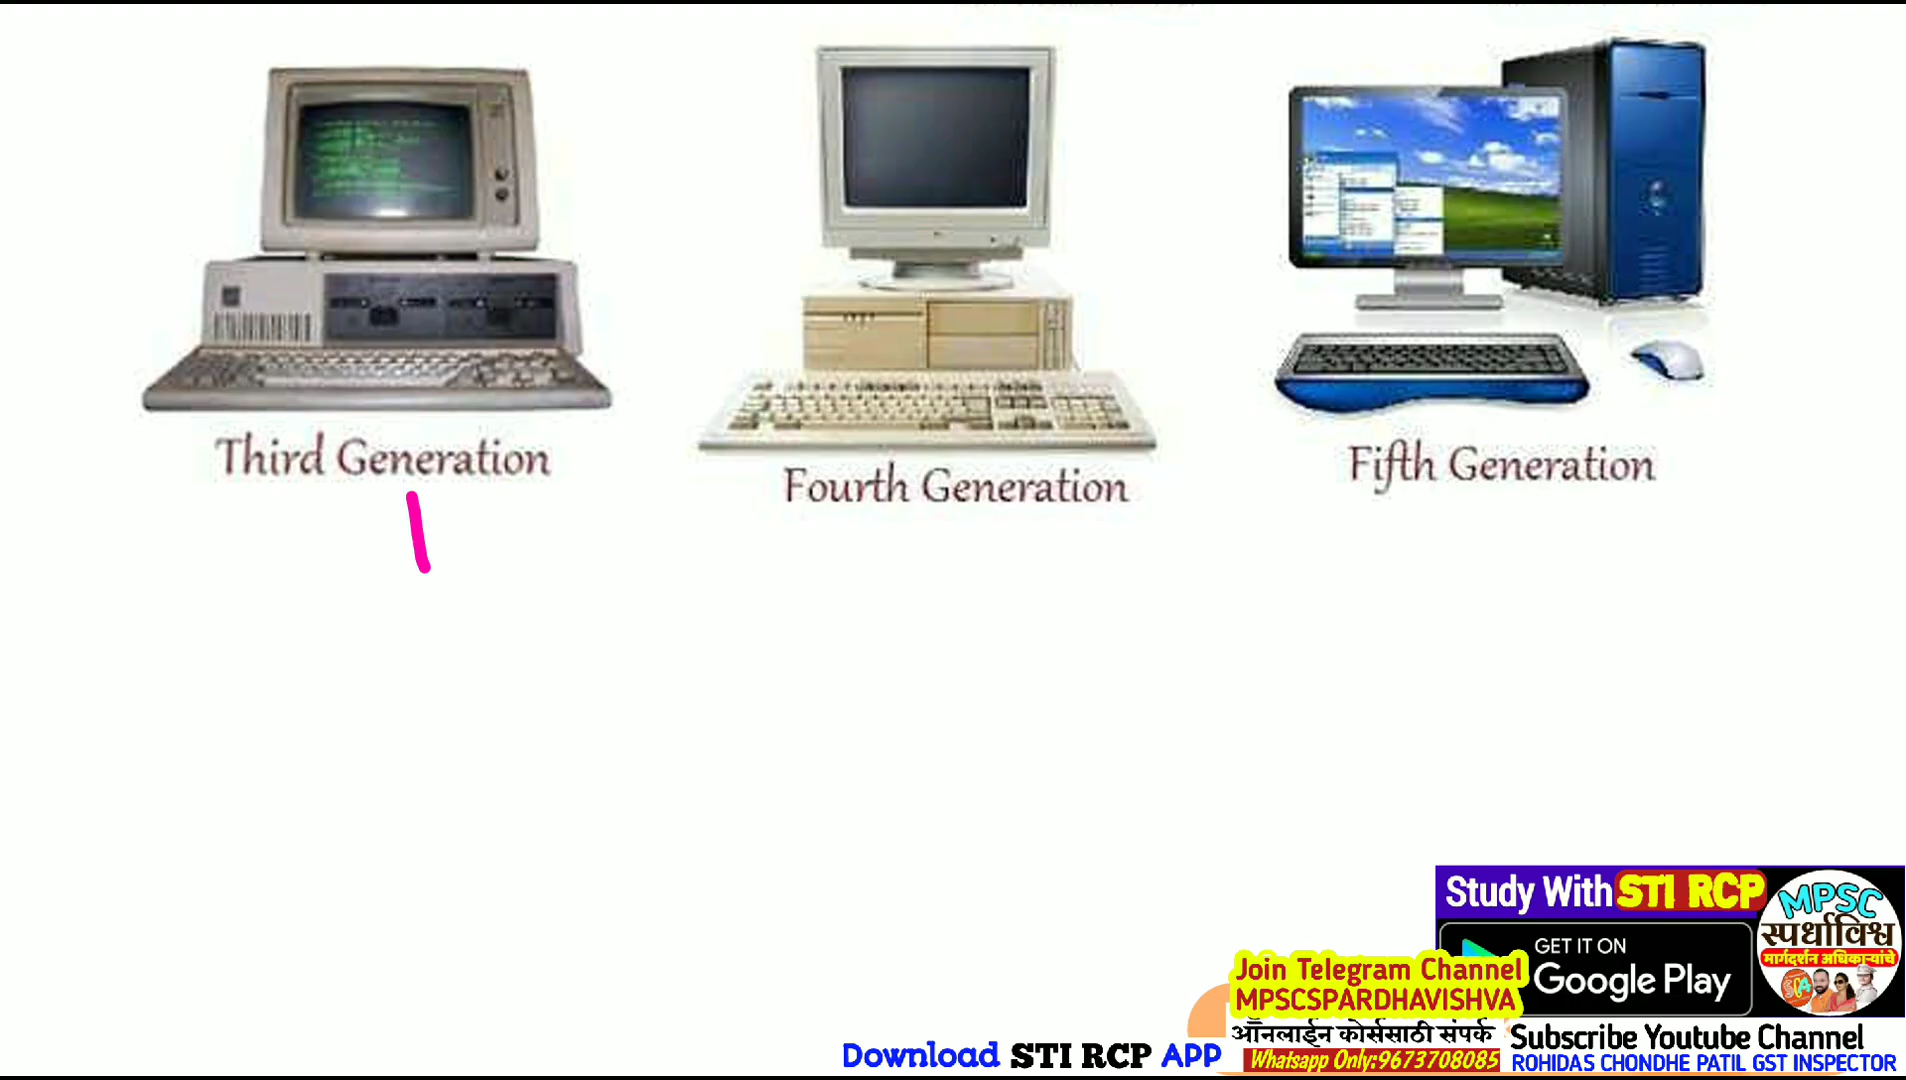 Third Generation
Fourth Generation
Fifth Generation
Study With STI RCP
MPSC
स्पर्धाविश्व
मार्गदर्शन अधिकाऱ्यांचे
GET IT ON
Google Play
Join Telegram Channel
MPSCSPARDHAVISHVA
ऑनलाईन कोर्ससाठी संपर्क
Whatsapp Only:9673708085
Download STI RCP APP
Subscribe Youtube Channel
ROHIDAS CHONDHE PATIL GST INSPECTOR